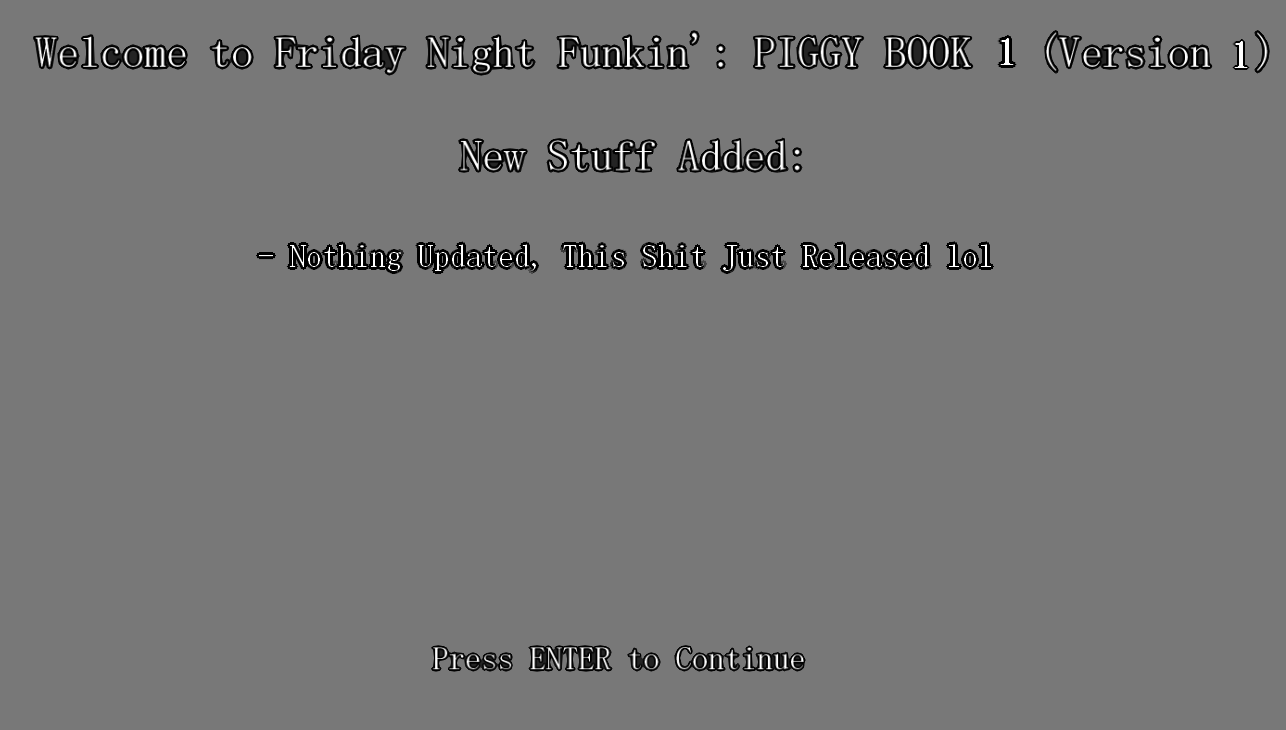 Welcome to Friday Night Funkin': PIGGY BOOK 1 (Version 1)
New Stuff Added:
- Nothing Updated, This Shit Just Released lol
Press ENTER to Continue